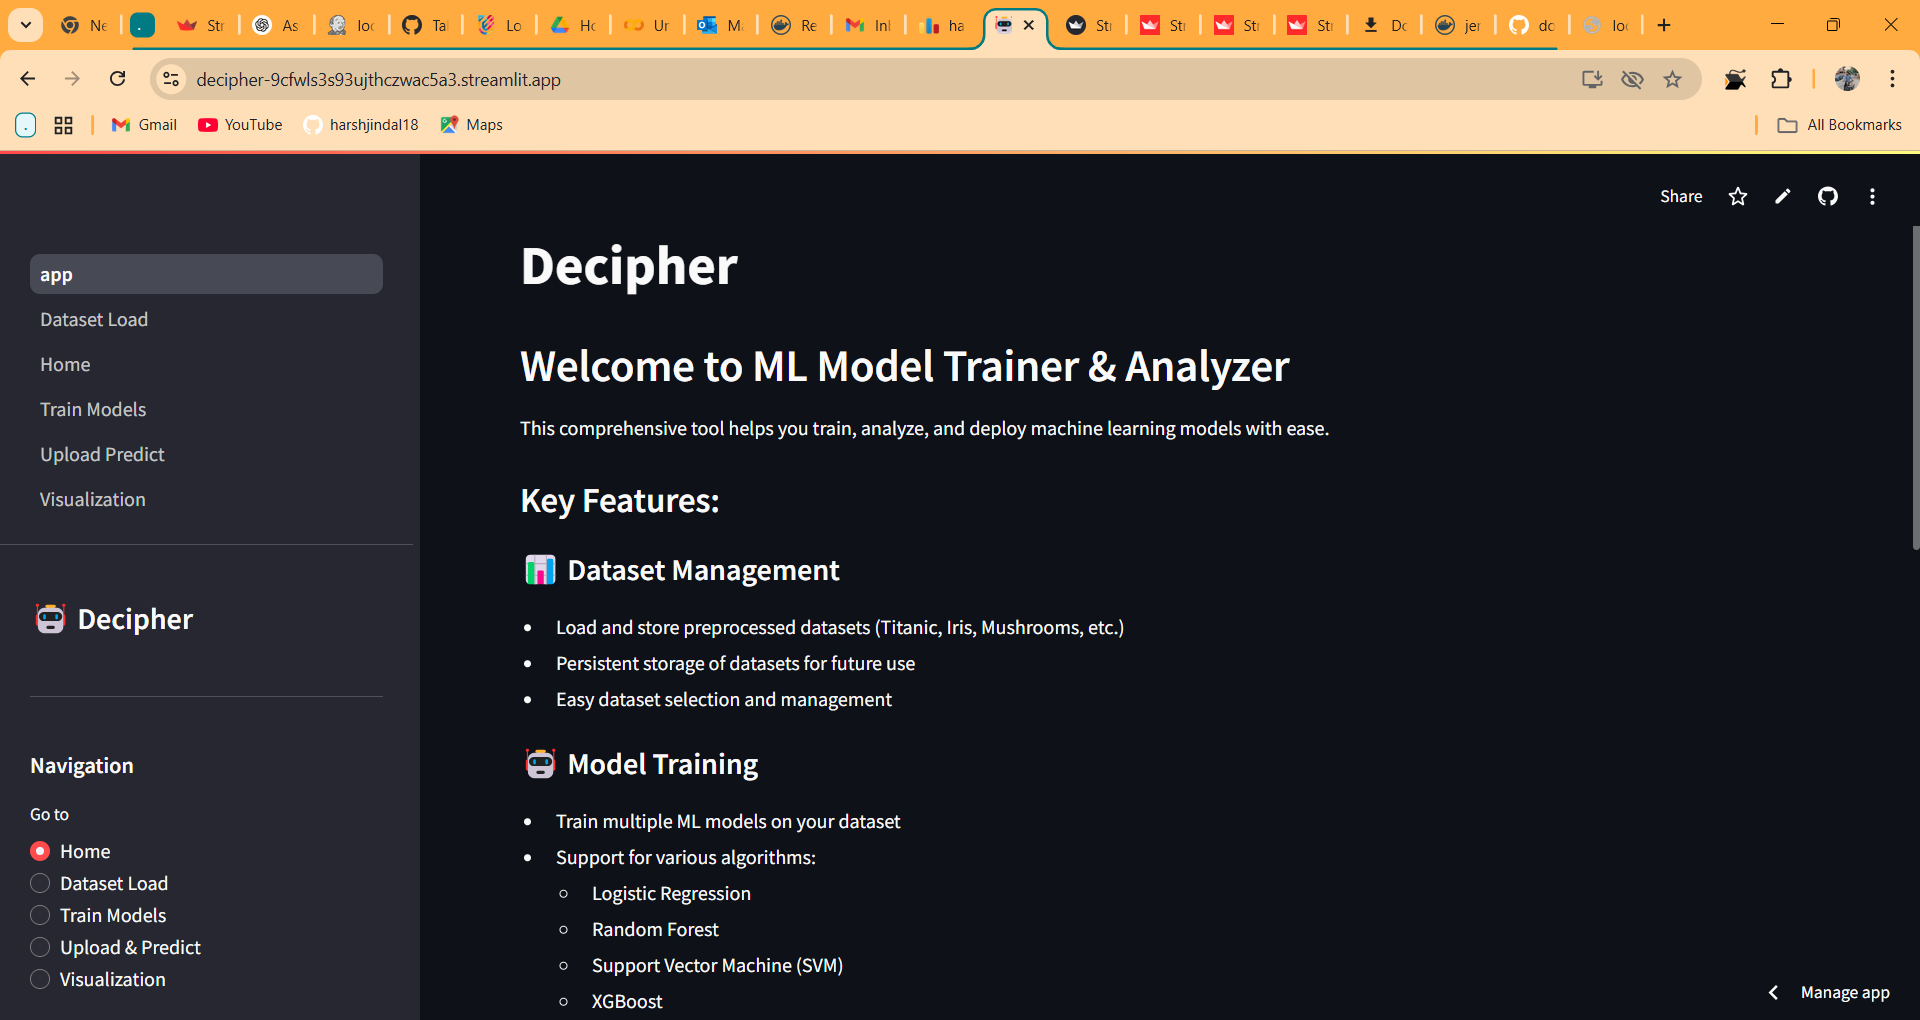 Ne
Str
As
loc
Tal
Lo
Ho
Ur
Ma
Re
Inl
ha
Str
Str
Str
Str
Do
jer
do
loc
decipher-9cfwls3s93ujthczwac5a3.streamlit.app
Gmail
YouTube
harshjindal18
Maps
All Bookmarks
app
Dataset Load
Home
Train Models
Upload Predict
Visualization
Decipher
Navigation
Go to
Home
Dataset Load
Train Models
Upload & Predict
Visualization
Share
Decipher
Welcome to ML Model Trainer & Analyzer
This comprehensive tool helps you train, analyze, and deploy machine learning models with ease.
Key Features:
Dataset Management
• Load and store preprocessed datasets (Titanic, Iris, Mushrooms, etc.)
• Persistent storage of datasets for future use
• Easy dataset selection and management
Model Training
• Train multiple ML models on your dataset
• Support for various algorithms:
◦ Logistic Regression
◦ Random Forest
◦ Support Vector Machine (SVM)
◦ XGBoost
Manage app